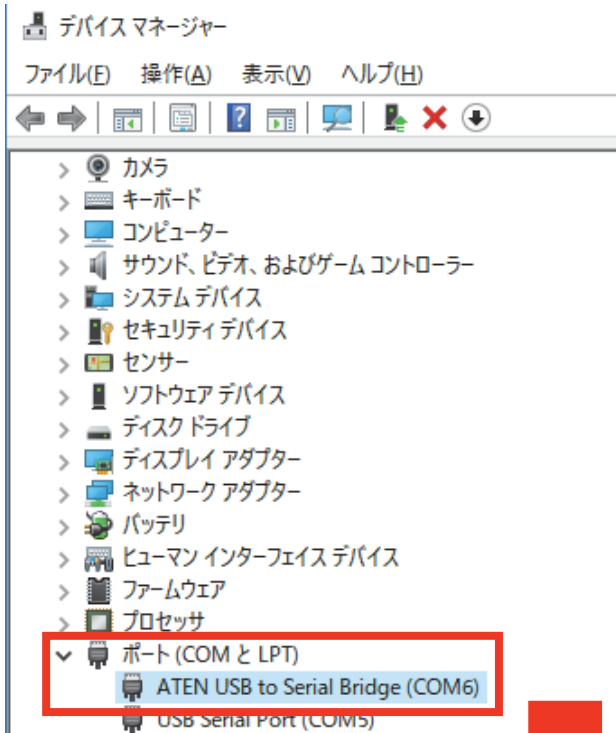 デバイス マネージャー
ファイル(F) 操作(A) 表示(V) ヘルプ(H)
カメラ
キーボード
コンピューター
サウンド、ビデオ、およびゲーム コントローラー
システム デバイス
セキュリティ デバイス
センサー
ソフトウェア デバイス
ディスク ドライブ
ディスプレイ アダプター
ネットワーク アダプター
バッテリ
ヒューマン インターフェイス デバイス
ファームウェア
プロセッサ
ポート (COM と LPT)
ATEN USB to Serial Bridge (COM6)
USB Serial Port (COM5)